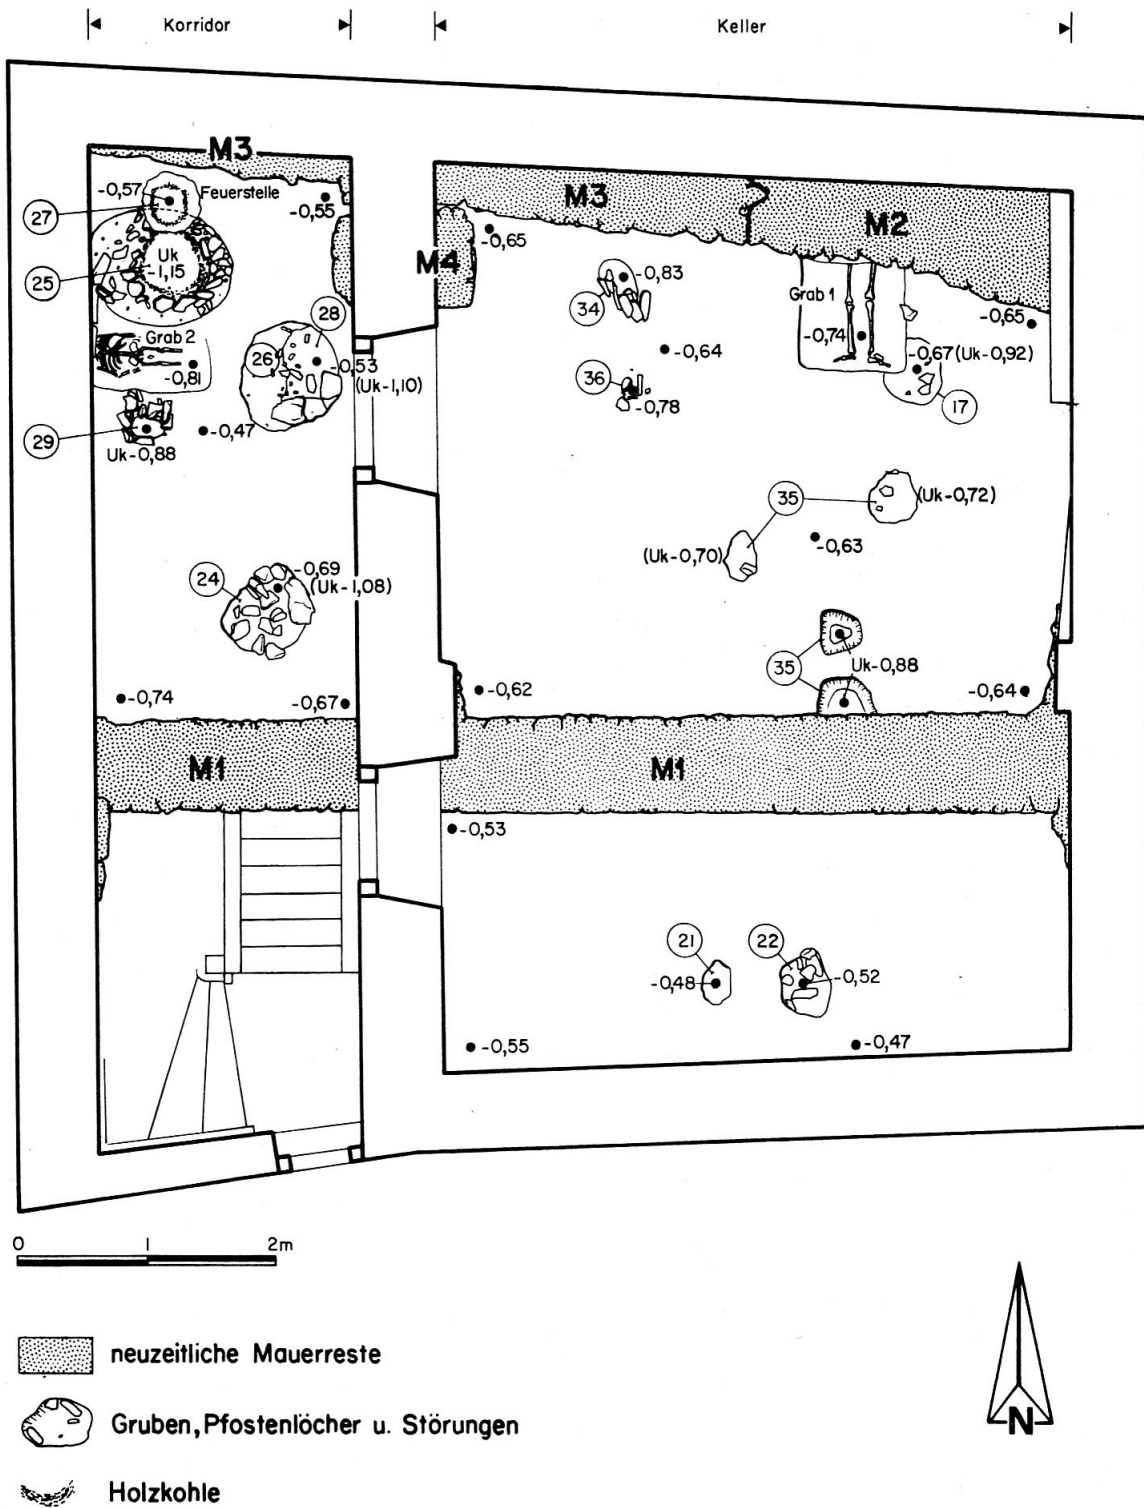 Korridor
Keller
M3
-0,57
Feuerstelle
27
-0,55
M3
M2
-0,65
M4
Uk
-1,15
25
-0,83
34
Grab 1
-0,65
28
Grab 2
26
-0,53
(Uk-1,10)
-0,81
-0,74
-0,64
-0,67(Uk-0,92)
36
-0,78
17
29
-0,47
Uk-0,88
35
(Uk-0,72)
-0,63
(Uk-0,70)
24
-0,69
(Uk-1,08)
35
Uk-0,88
-0,74
-0,67
-0,62
-0,64
M1
M1
-0,53
21
22
-0,48
-0,52
-0,55
-0,47
0 1 2m
neuzeitliche Mauerreste
Gruben, Pfostenlöcher u. Störungen
N
Holzkohle